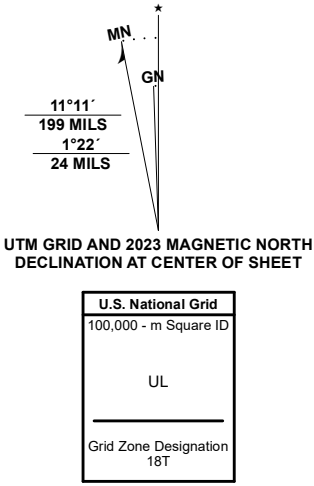 ★
MN
GN
11°11´
199 MILS
1°22´
24 MILS
UTM GRID AND 2023 MAGNETIC NORTH
DECLINATION AT CENTER OF SHEET
U.S. National Grid
100,000 - m Square ID
UL
Grid Zone Designation
18T